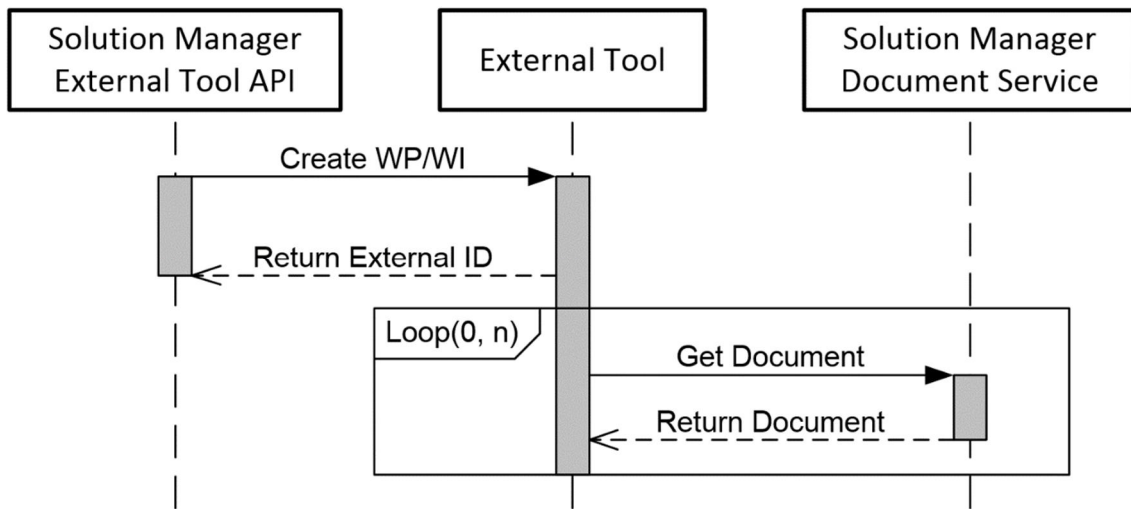 Solution Manager
External Tool API
External Tool
Solution Manager
Document Service
Create WP/WI
Return External ID
Loop(0, n)
Get Document
Return Document